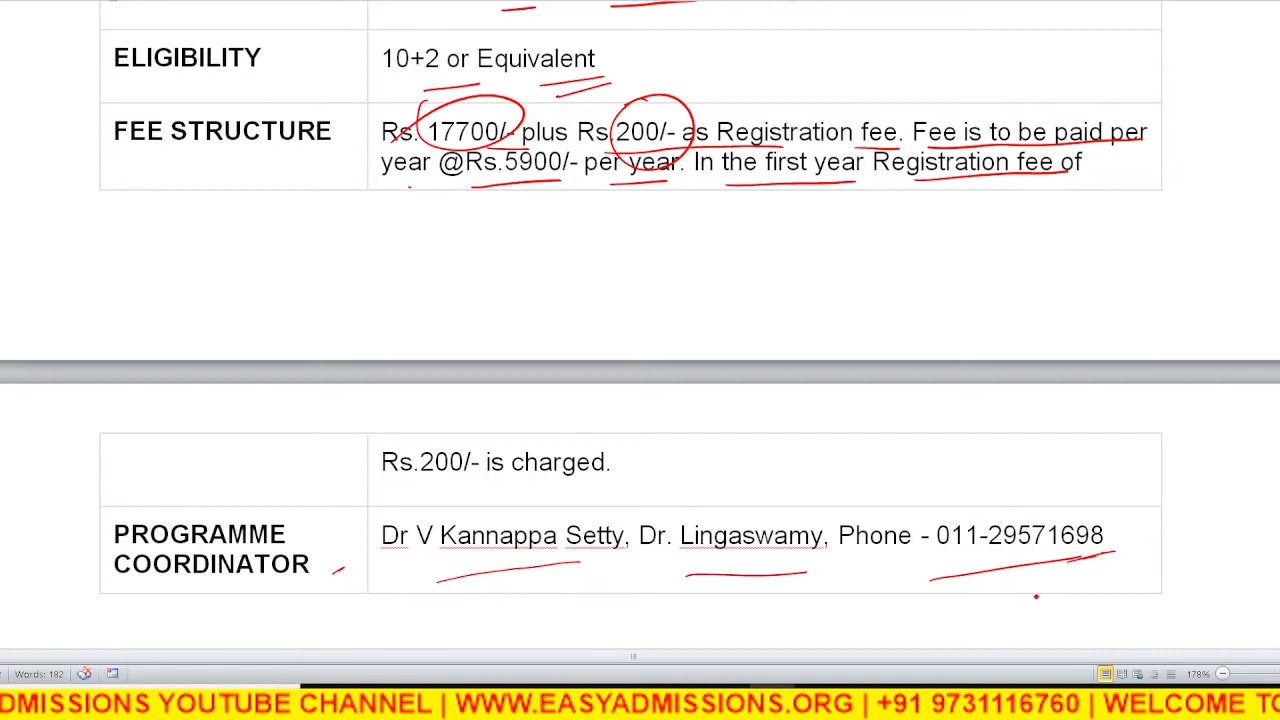 ELIGIBILITY
10+2 or Equivalent
FEE STRUCTURE
Rs. 17700/- plus Rs 200/- as Registration fee. Fee is to be paid per
year @Rs.5900/- per year. In the first year Registration fee of
Rs.200/- is charged.
PROGRAMME
COORDINATOR
Dr V Kannappa Setty, Dr. Lingaswamy, Phone - 011-29571698
Words: 182
178%
DMISSIONS YOUTUBE CHANNEL | WWW.EASYADMISSIONS.ORG | +91 9731116760 | WELCOME TO